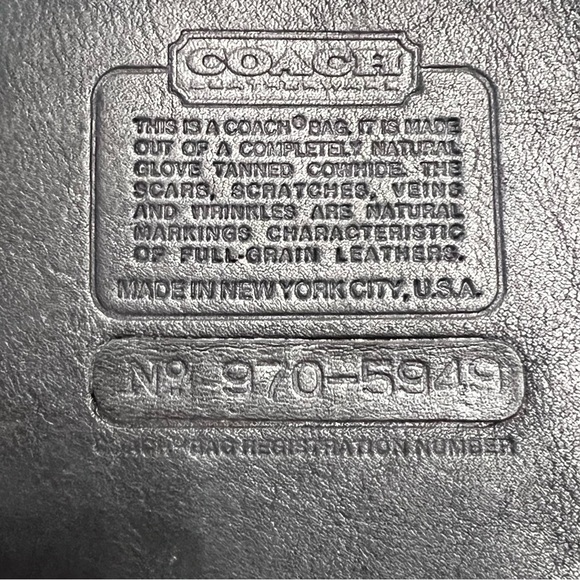 COACH
LEATHERWARE
THIS IS A COACH® BAG. IT IS MADE
OUT OF A COMPLETELY NATURAL
GLOVE TANNED COWHIDE. THE
SCARS, SCRATCHES, VEINS
AND WRINKLES ARE NATURAL
MARKINGS CHARACTERISTIC
OF FULL-GRAIN LEATHERS.
MADE IN NEW YORK CITY, U.S.A.
Nº 970-5949
COACH® BAG REGISTRATION NUMBER